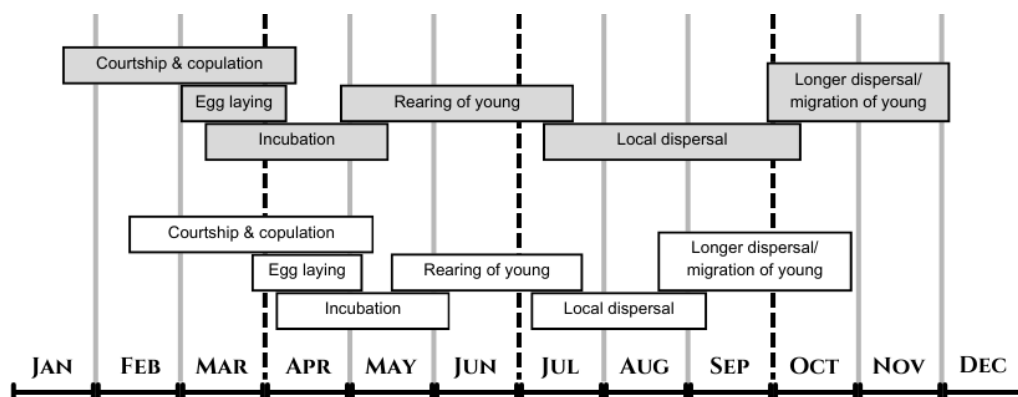 Courtship & copulation
Egg laying
Rearing of young
Longer dispersal/
migration of young
Incubation
Local dispersal
Courtship & copulation
Egg laying
Rearing of young
Longer dispersal/
migration of young
Incubation
Local dispersal
JAN FEB MAR APR MAY JUN JUL AUG SEP OCT NOV DEC